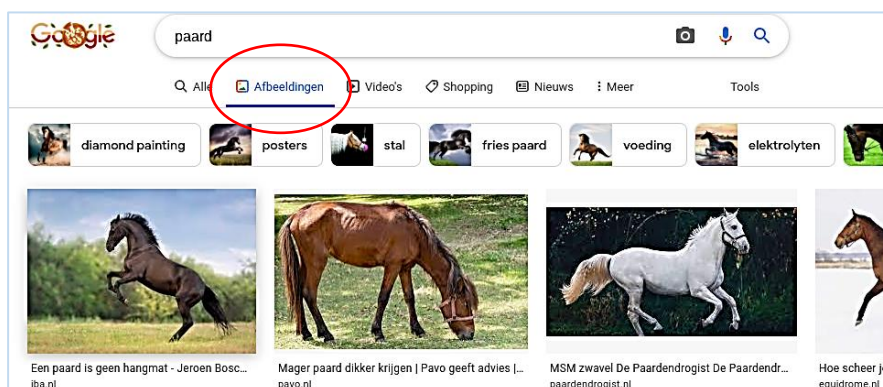 Google
paard
Alle Afbeeldingen Video's Shopping Nieuws Meer Tools
diamond painting posters stal fries paard voeding elektrolyten
Een paard is geen hangmat - Jeroen Bosc... Mager paard dikker krijgen | Pavo geeft advies |... MSM zwavel De Paardendrogist De Paardendr... Hoe scheer j
jba.nl pavo.nl paardendrogist.nl equidrome.nl